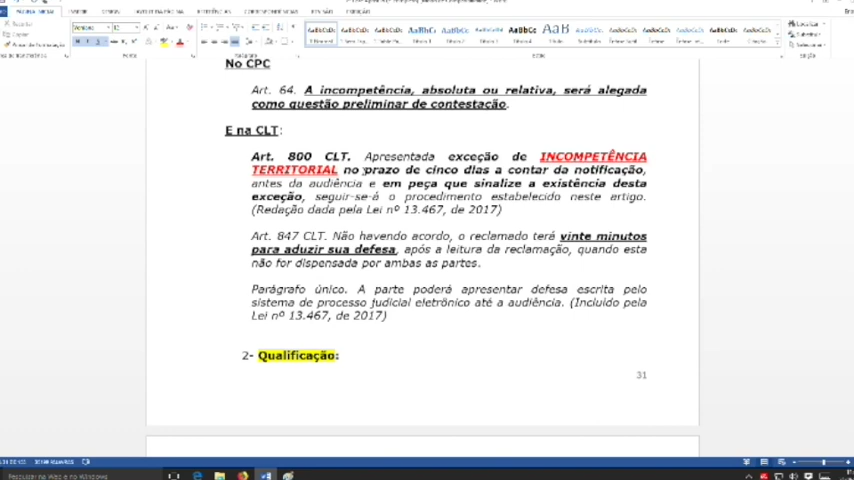 No CPC
Art. 64. A incompetência, absoluta ou relativa, será alegada
como questão preliminar de contestação.
E na CLT:
Art. 800 CLT. Apresentada exceção de INCOMPETÊNCIA
TERRITORIAL no prazo de cinco dias a contar da notificação,
antes da audiência e em peça que sinalize a existência desta
exceção, seguir-se-á o procedimento estabelecido neste artigo.
(Redação dada pela Lei nº 13.467, de 2017)
Art. 847 CLT. Não havendo acordo, o reclamado terá vinte minutos
para aduzir sua defesa, após a leitura da reclamação, quando esta
não for dispensada por ambas as partes.
Parágrafo único. A parte poderá apresentar defesa escrita pelo
sistema de processo judicial eletrônico até a audiência. (Incluído pela
Lei nº 13.467, de 2017)
2- Qualificação:
31
Pesquisar na Web e no Windows